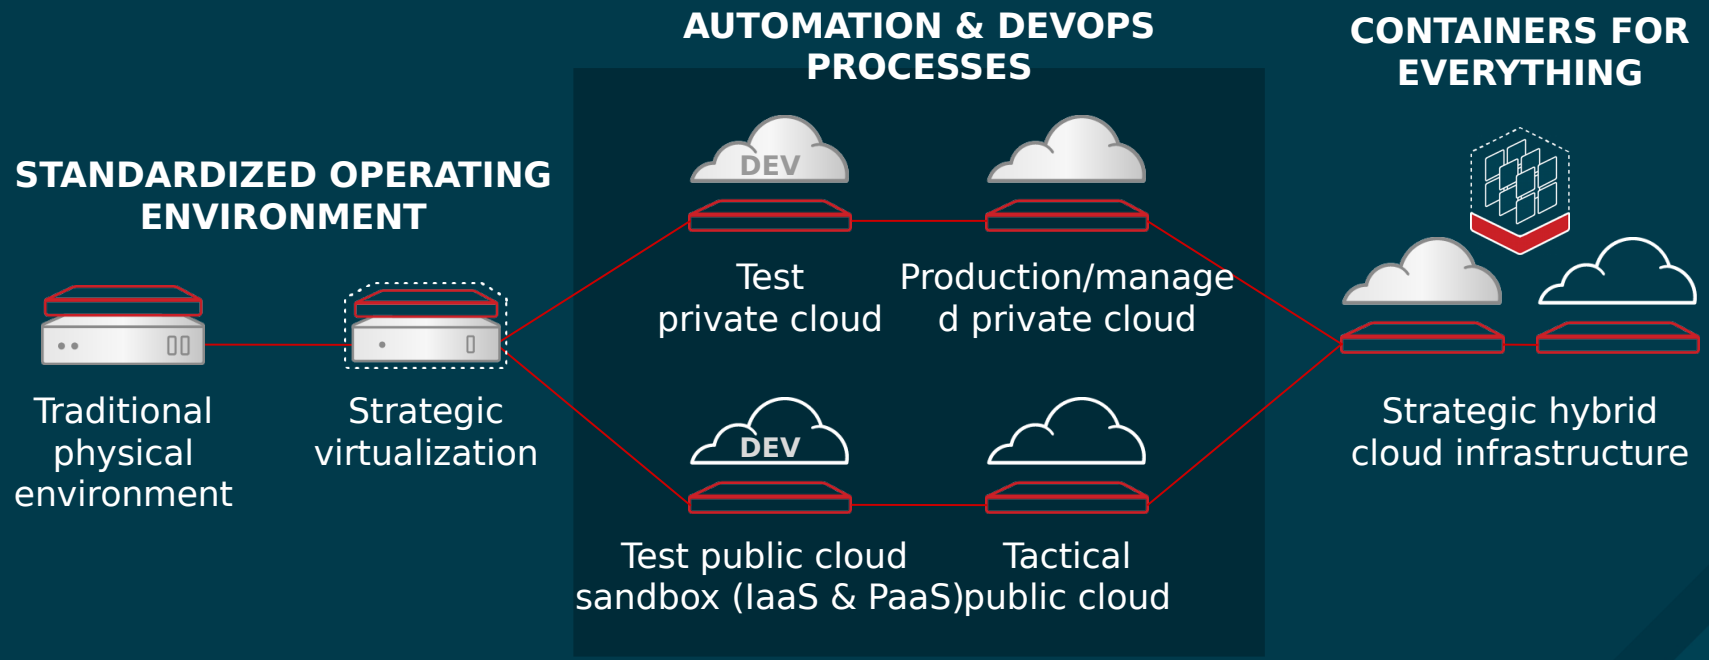 AUTOMATION & DEVOPS
PROCESSES
CONTAINERS FOR
EVERYTHING
STANDARDIZED OPERATING
ENVIRONMENT
DEV
Test
private cloud
Production/manage
d private cloud
Traditional
physical
environment
Strategic
virtualization
DEV
Test public cloud
sandbox (IaaS & PaaS)
Tactical
public cloud
Strategic hybrid
cloud infrastructure